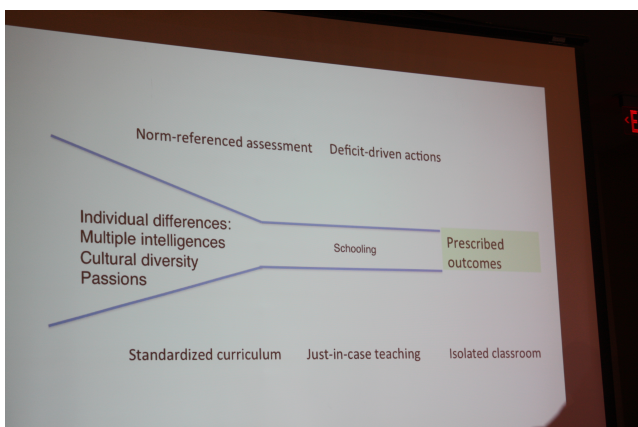 Norm-referenced assessment Deficit-driven actions
Individual differences:
Multiple intelligences
Cultural diversity
Passions
Schooling
Prescribed
outcomes
Standardized curriculum Just-in-case teaching Isolated classroom